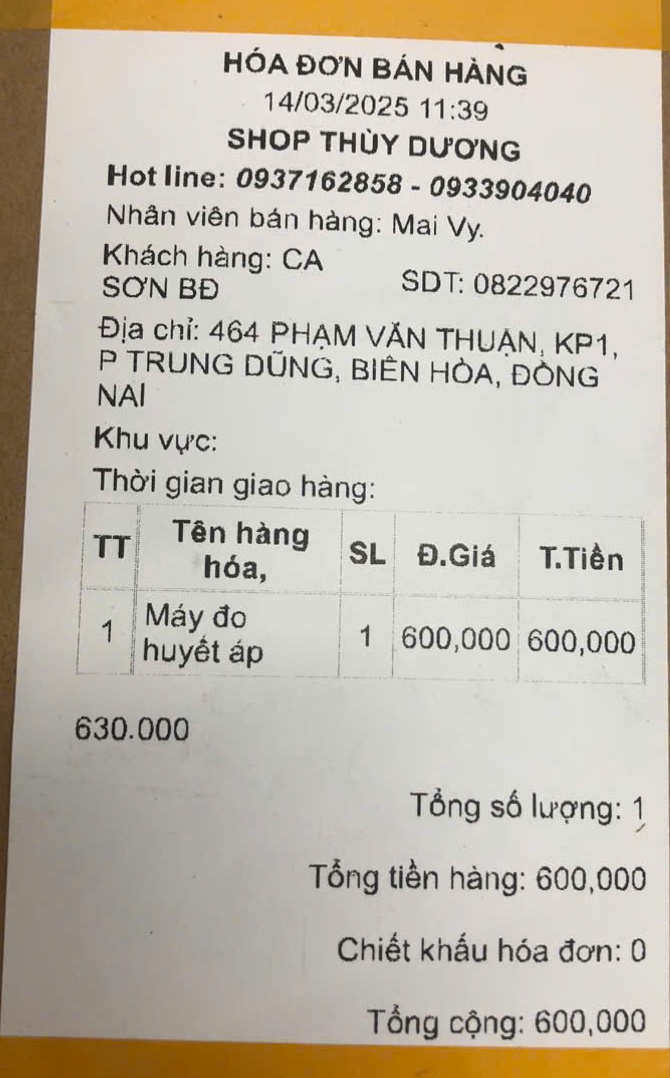 HÓA ĐƠN BÁN HÀNG
14/03/2025 11:39
SHOP THÙY DƯƠNG
Hot line: 0937162858 - 0933904040
Nhân viên bán hàng: Mai Vy.
Khách hàng: CA SƠN BĐ
SDT: 0822976721
Địa chỉ: 464 PHẠM VĂN THUẬN, KP1,
P TRUNG DŨNG, BIÊN HÒA, ĐỒNG
NAI
Khu vực:
Thời gian giao hàng:
TT Tên hàng hóa, SL Đ.Giá T.Tiền
1 Máy đo huyết áp 1 600,000 600,000
630.000
Tổng số lượng: 1
Tổng tiền hàng: 600,000
Chiết khấu hóa đơn: 0
Tổng cộng: 600,000